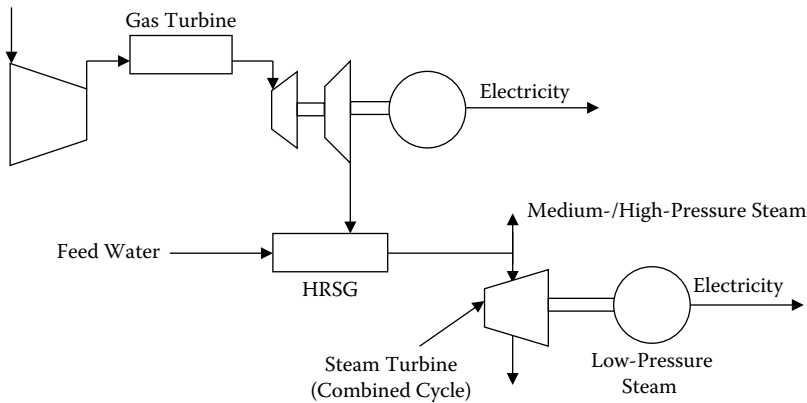 Gas Turbine
Electricity
Medium-/High-Pressure Steam
Feed Water
HRSG
Electricity
Steam Turbine
(Combined Cycle)
Low-Pressure
Steam